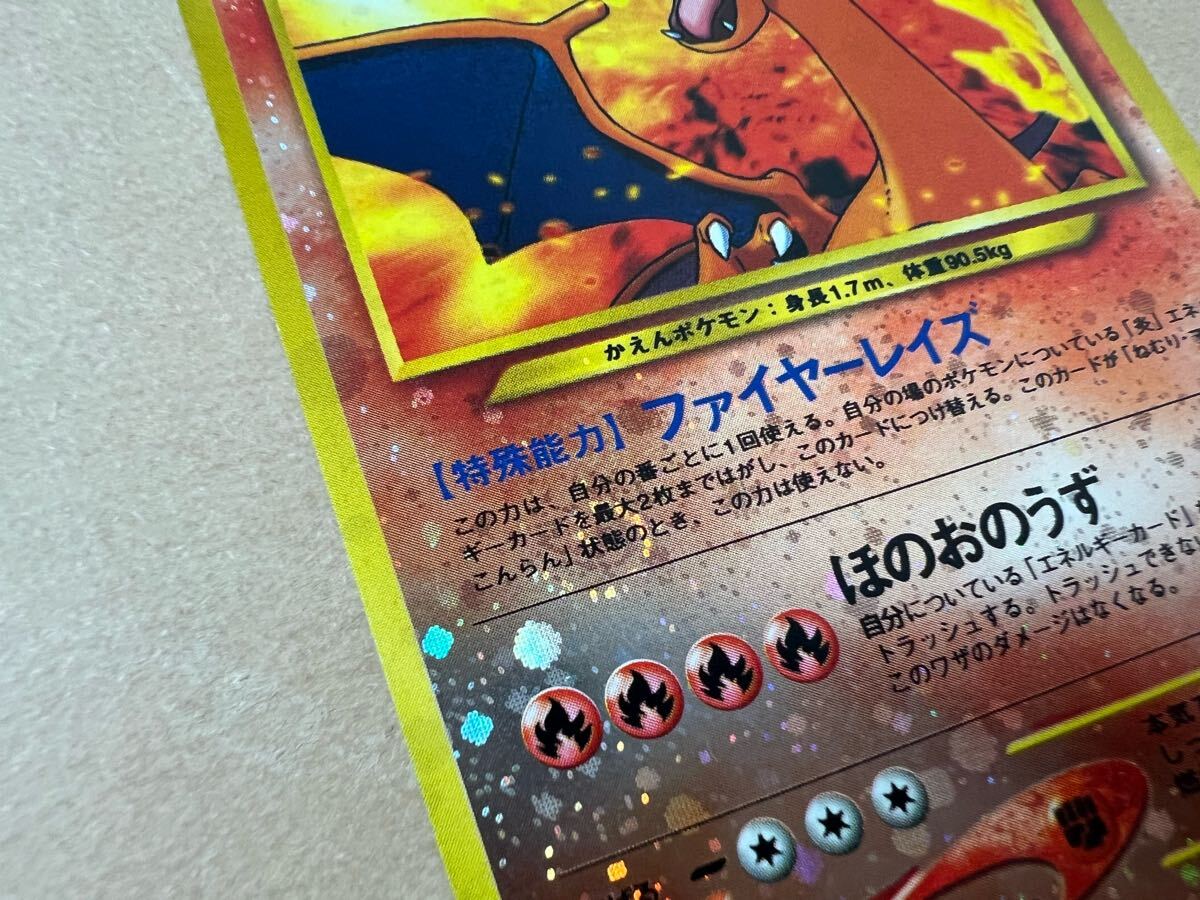 かえんポケモン：身長1.7m、体重90.5kg
【特殊能力】ファイヤーレイズ
この力は、自分の番ごとに1回使える。自分の場のポケモンについている「炎」エネ
ギーカードを最大2枚まではがし、このカードにつけ替える。このカードが「ねむり・
こんらん」状態のとき、この力は使えない。
ほのおのうず
自分についている「エネルギーカード」
トラッシュする。トラッシュできない
このワザのダメージはなくなる。
本気